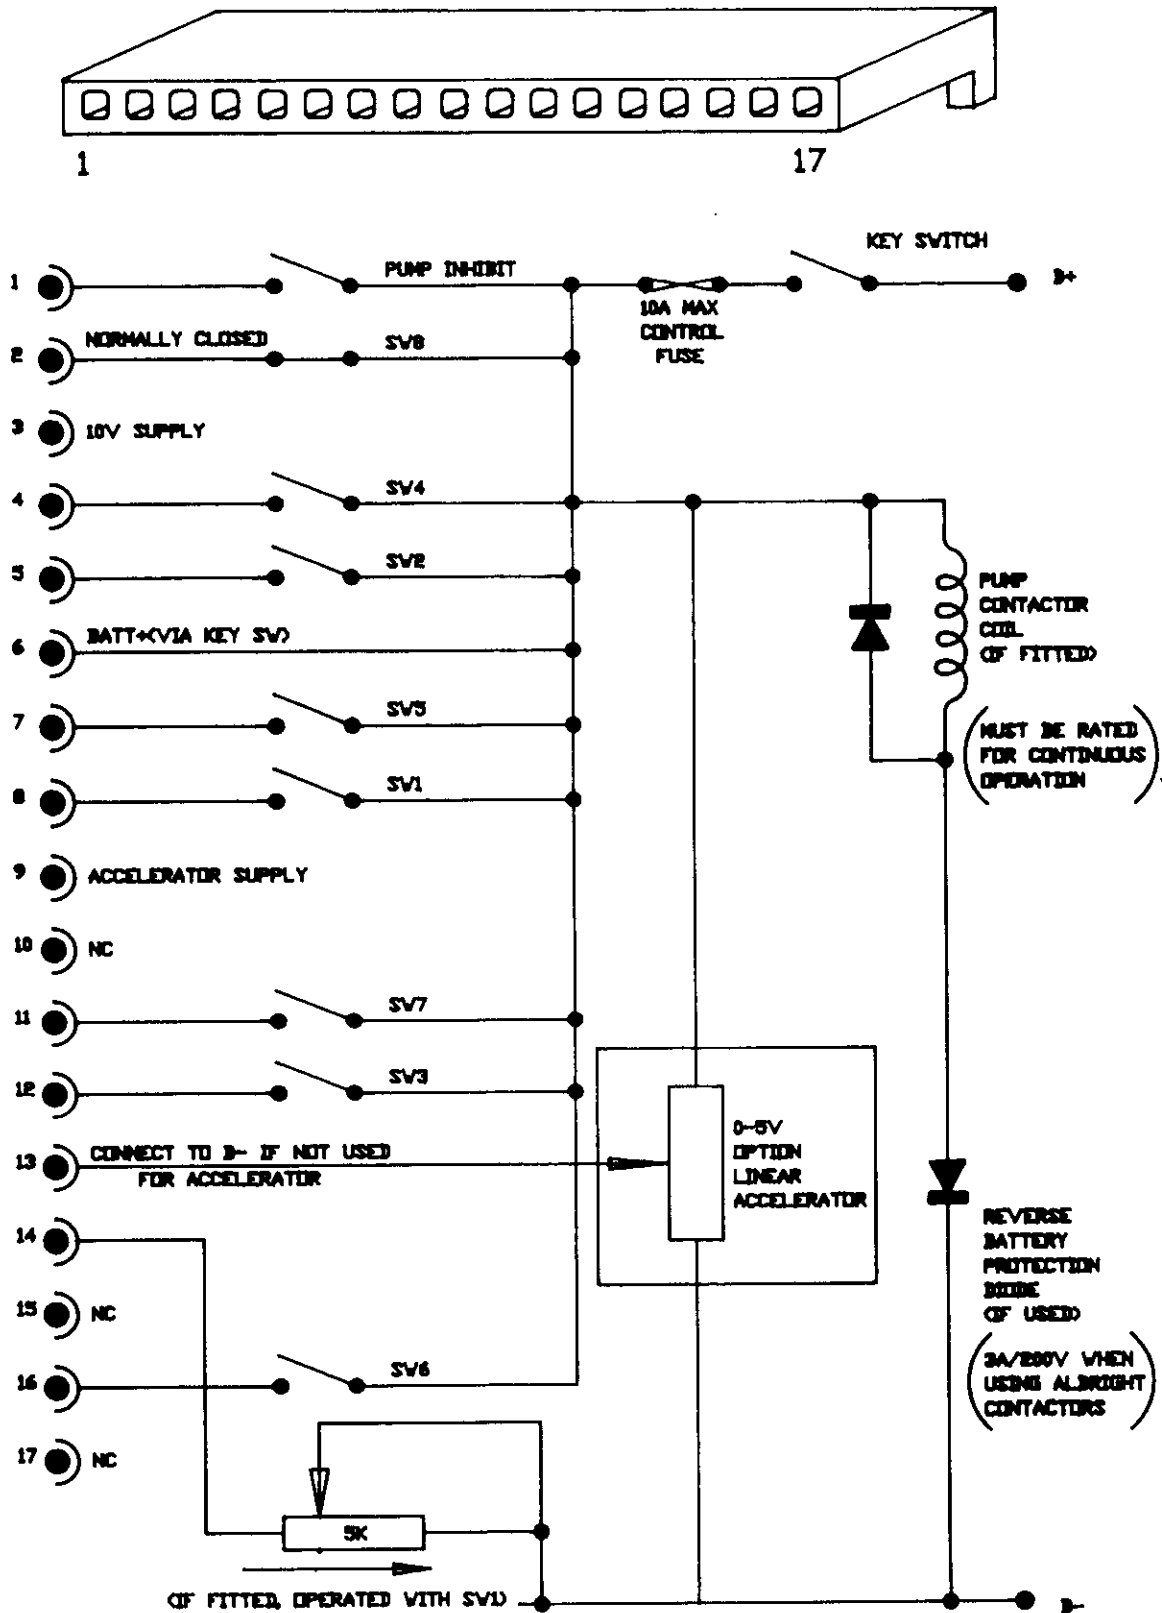 1
17
KEY SWITCH
1
PUMP INHIBIT
B+
10A MAX
CONTROL
FUSE
2
NORMALLY CLOSED
SW8
3
10V SUPPLY
4
SW4
5
SW2
PUMP
CONTACTOR
COIL
(IF FITTED)
6
BATT+(VIA KEY SW)
7
SW5
(MUST BE RATED
FOR CONTINUOUS
OPERATION)
8
SW1
9
ACCELERATOR SUPPLY
10
NC
11
SW7
12
SW3
0-5V
OPTION
LINEAR
ACCELERATOR
13
CONNECT TO B- IF NOT USED
FOR ACCELERATOR
14
REVERSE
BATTERY
PROTECTION
DIODE
(IF USED)
15
NC
16
SW6
(3A/200V WHEN
USING ALBRIGHT
CONTACTORS)
17
NC
5K
(IF FITTED, OPERATED WITH SW1)
B-